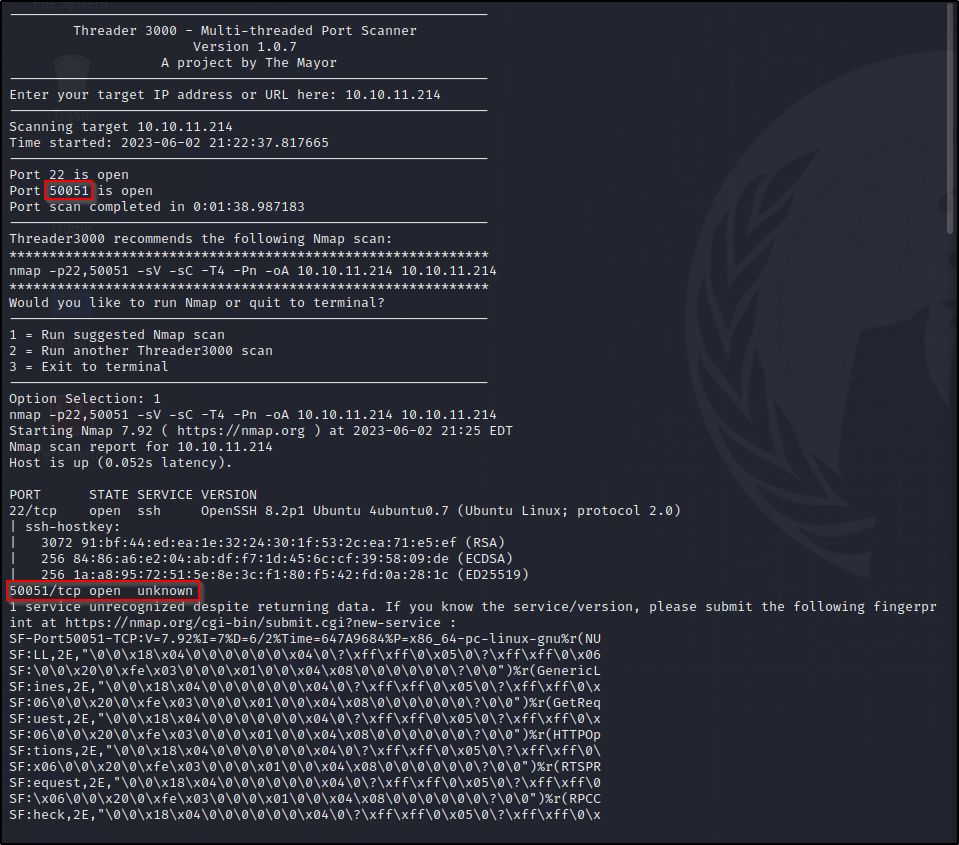 Threader 3000 - Multi-threaded Port Scanner
Version 1.0.7
A project by The Mayor
Enter your target IP address or URL here: 10.10.11.214
Scanning target 10.10.11.214
Time started: 2023-06-02 21:22:37.817665
Port 22 is open
Port 50051 is open
Port scan completed in 0:01:38.987183
Threader3000 recommends the following Nmap scan:
************************************************************
nmap -p22,50051 -sV -sC -T4 -Pn -oA 10.10.11.214 10.10.11.214
************************************************************
Would you like to run Nmap or quit to terminal?
1 = Run suggested Nmap scan
2 = Run another Threader3000 scan
3 = Exit to terminal
Option Selection: 1
nmap -p22,50051 -sV -sC -T4 -Pn -oA 10.10.11.214 10.10.11.214
Starting Nmap 7.92 ( https://nmap.org ) at 2023-06-02 21:25 EDT
Nmap scan report for 10.10.11.214
Host is up (0.052s latency).
PORT      STATE SERVICE VERSION
22/tcp    open  ssh     OpenSSH 8.2p1 Ubuntu 4ubuntu0.7 (Ubuntu Linux; protocol 2.0)
| ssh-hostkey:
|   3072 91:bf:44:ed:ea:1e:32:24:30:1f:53:2c:ea:71:e5:ef (RSA)
|   256 84:86:a6:e2:04:ab:df:f7:1d:45:6c:cf:39:58:09:de (ECDSA)
|   256 1a:a8:95:72:51:5e:8e:3c:f1:80:f5:42:fd:0a:28:1c (ED25519)
50051/tcp open  unknown
1 service unrecognized despite returning data. If you know the service/version, please submit the following fingerpr
int at https://nmap.org/cgi-bin/submit.cgi?new-service :
SF-Port50051-TCP:V=7.92%I=7%D=6/2%Time=647A9684%P=x86_64-pc-linux-gnu%r(NU
SF:LL,2E,"\0\0\x18\x04\0\0\0\0\0\0\x04\0\?\xff\xff\0\x05\0\?\xff\xff\0\x06
SF:\0\0\x20\0\xfe\x03\0\0\0\x01\0\0\x04\x08\0\0\0\0\0\0\?\0\0")%r(GenericL
SF:ines,2E,"\0\0\x18\x04\0\0\0\0\0\0\x04\0\?\xff\xff\0\x05\0\?\xff\xff\0\x
SF:06\0\0\x20\0\xfe\x03\0\0\0\x01\0\0\x04\x08\0\0\0\0\0\0\?\0\0")%r(GetReq
SF:uest,2E,"\0\0\x18\x04\0\0\0\0\0\0\x04\0\?\xff\xff\0\x05\0\?\xff\xff\0\x
SF:06\0\0\x20\0\xfe\x03\0\0\0\x01\0\0\x04\x08\0\0\0\0\0\0\?\0\0")%r(HTTPOp
SF:tions,2E,"\0\0\x18\x04\0\0\0\0\0\0\x04\0\?\xff\xff\0\x05\0\?\xff\xff\0\
SF:x06\0\0\x20\0\xfe\x03\0\0\0\x01\0\0\x04\x08\0\0\0\0\0\0\?\0\0")%r(RTSPR
SF:equest,2E,"\0\0\x18\x04\0\0\0\0\0\0\x04\0\?\xff\xff\0\x05\0\?\xff\xff\0
SF:\x06\0\0\x20\0\xfe\x03\0\0\0\x01\0\0\x04\x08\0\0\0\0\0\0\?\0\0")%r(RPCC
SF:heck,2E,"\0\0\x18\x04\0\0\0\0\0\0\x04\0\?\xff\xff\0\x05\0\?\xff\xff\0\x